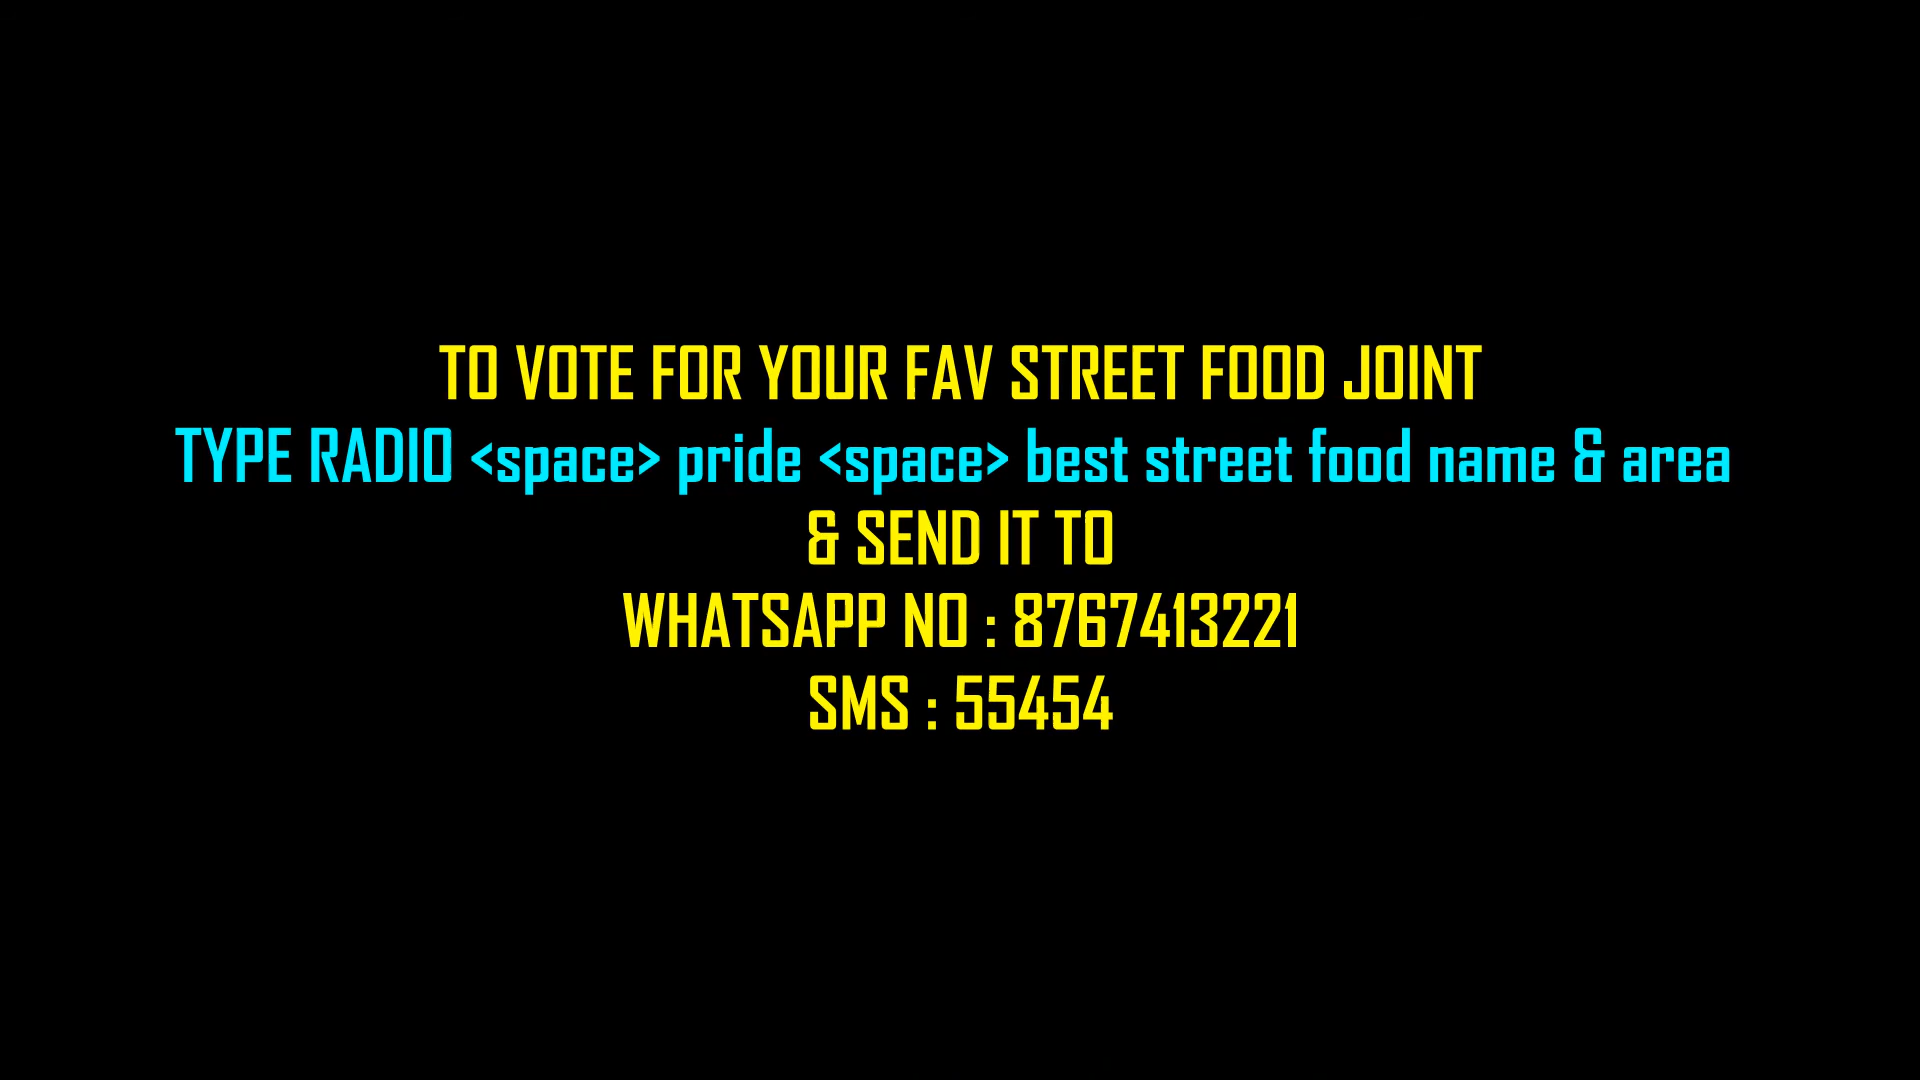 TO VOTE FOR YOUR FAV STREET FOOD JOINT
TYPE RADIO <space> pride <space> best street food name & area
& SEND IT TO
WHATSAPP NO : 8767413221
SMS : 55454